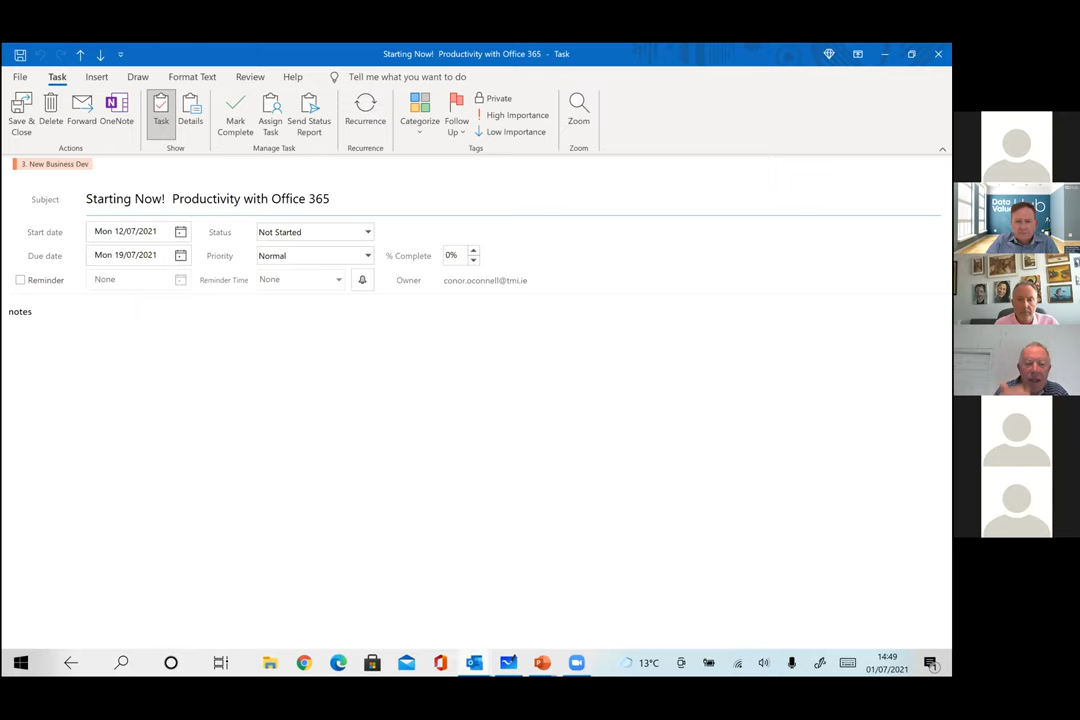 Starting Now!  Productivity with Office 365  -  Task
File Task Insert Draw Format Text Review Help Tell me what you want to do
Save & Close
Delete
Forward
OneNote
Actions
Task
Details
Show
Mark Complete
Assign Task
Send Status Report
Manage Task
Recurrence
Recurrence
Categorize
Follow Up
Private
High Importance
Low Importance
Tags
Zoom
Zoom
3. New Business Dev
Subject Starting Now!  Productivity with Office 365
Start date Mon 12/07/2021 Status Not Started
Due date Mon 19/07/2021 Priority Normal % Complete 0%
Reminder None Reminder Time None Owner conor.oconnell@tmi.ie
notes
Data
Value Hub
13°C
14:49
01/07/2021
1